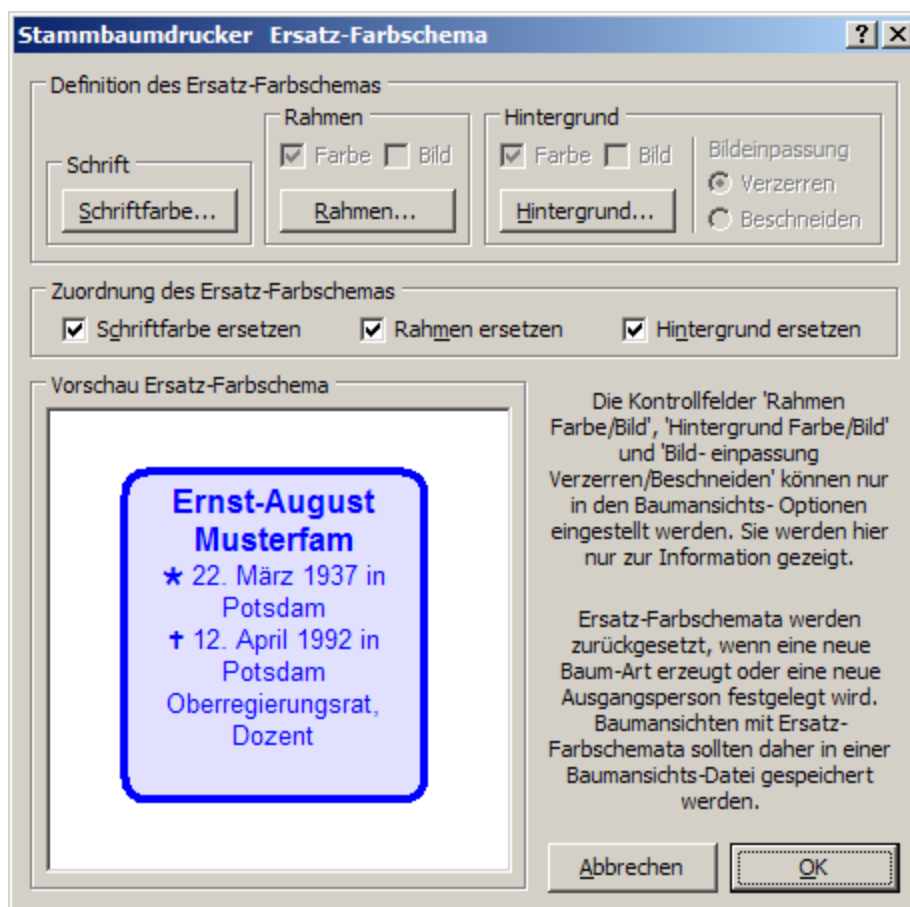 Stammbaumdrucker Ersatz-Farbschema
Definition des Ersatz-Farbschemas
Schrift
Schriftfarbe...
Rahmen
Farbe Bild
Rahmen...
Hintergrund
Farbe Bild
Hintergrund...
Bildeinpassung
Verzerren
Beschneiden
Zuordnung des Ersatz-Farbschemas
Schriftfarbe ersetzen
Rahmen ersetzen
Hintergrund ersetzen
Vorschau Ersatz-Farbschema
Ernst-August
Musterfam
* 22. März 1937 in
Potsdam
✝ 12. April 1992 in
Potsdam
Oberregierungsrat,
Dozent
Die Kontrollfelder 'Rahmen
Farbe/Bild', 'Hintergrund Farbe/Bild'
und 'Bild- einpassung
Verzerren/Beschneiden' können nur
in den Baumansichts- Optionen
eingestellt werden. Sie werden hier
nur zur Information gezeigt.
Ersatz-Farbschemata werden
zurückgesetzt, wenn eine neue
Baum-Art erzeugt oder eine neue
Ausgangsperson festgelegt wird.
Baumansichten mit Ersatz-
Farbschemata sollten daher in einer
Baumansichts-Datei gespeichert
werden.
Abbrechen
OK